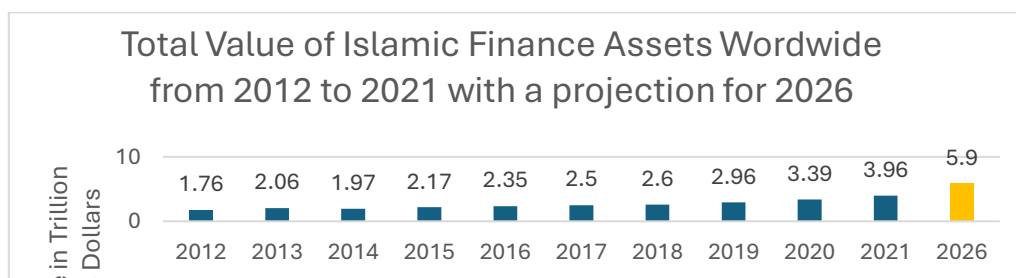 Total Value of Islamic Finance Assets Wordwide
from 2012 to 2021 with a projection for 2026
in Trillion
Dollars
10
0
1.76 2.06 1.97 2.17 2.35 2.5 2.6 2.96 3.39 3.96 5.9
2012 2013 2014 2015 2016 2017 2018 2019 2020 2021 2026